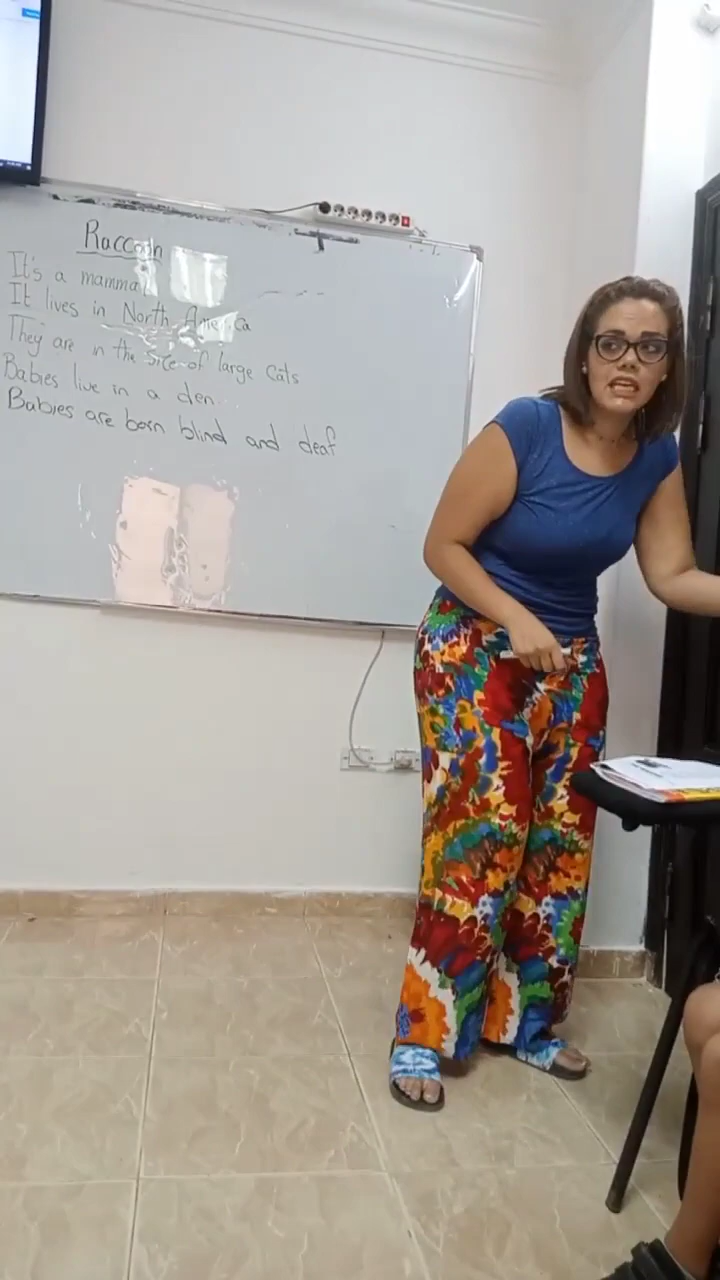 Raccoon
It's a mammal
It lives in North America
They are in the size of large cats
Babies live in a den.
Babies are born blind and deaf